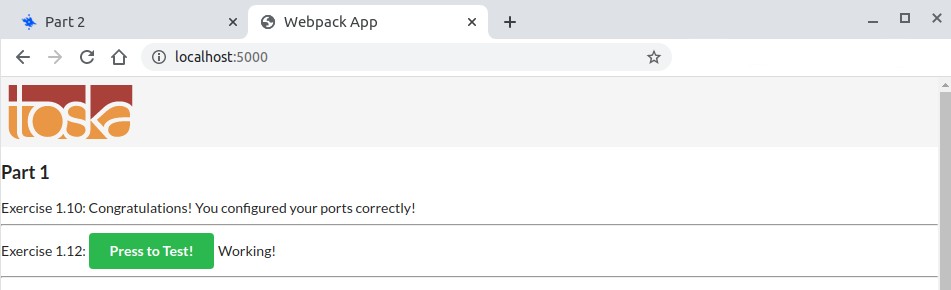 Part 2
Webpack App
localhost:5000
toska
Part 1
Exercise 1.10: Congratulations! You configured your ports correctly!
Exercise 1.12: Press to Test! Working!